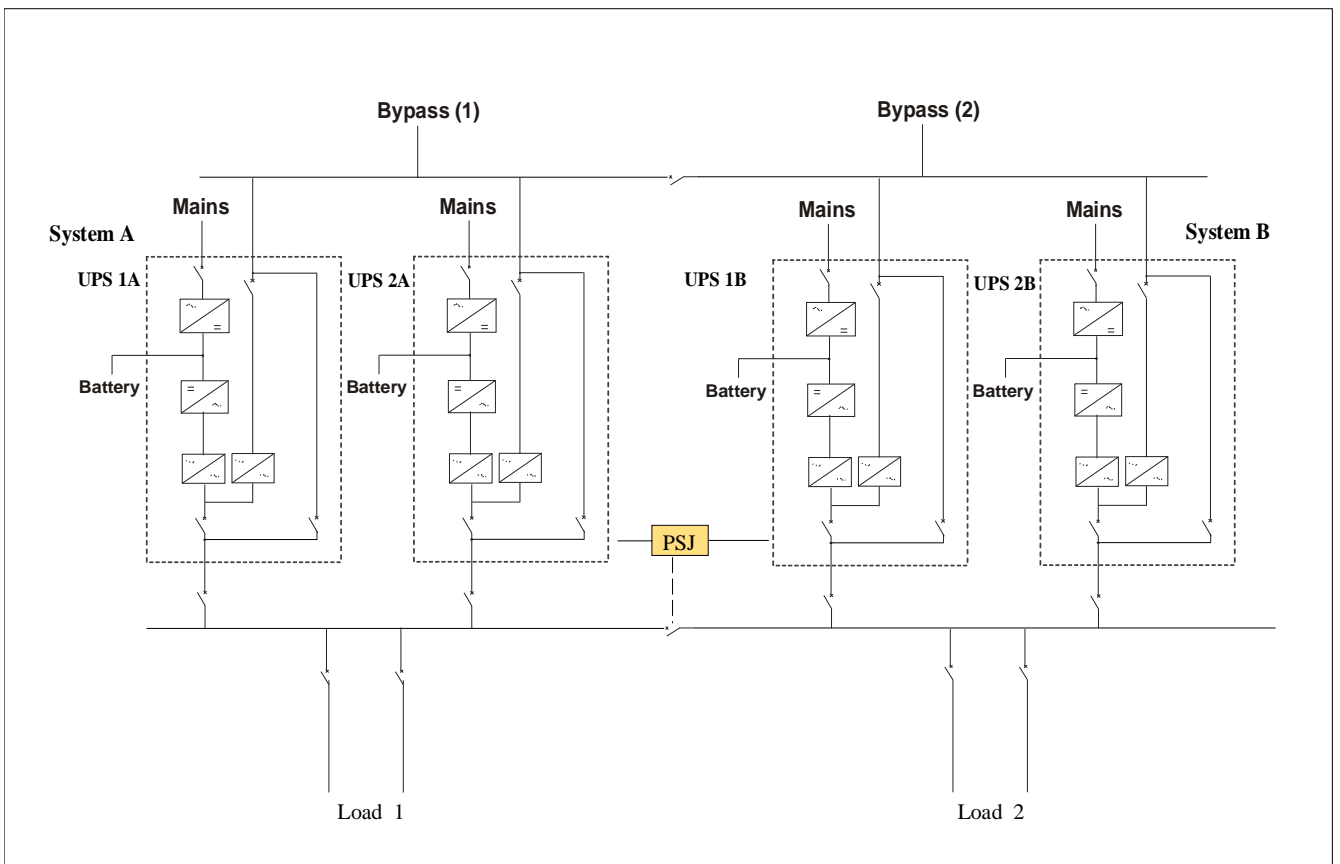 Bypass (1)
Bypass (2)
Mains
Mains
Mains
Mains
System A
System B
UPS 1A
UPS 2A
UPS 1B
UPS 2B
Battery
Battery
Battery
Battery
PSJ
Load 1
Load 2